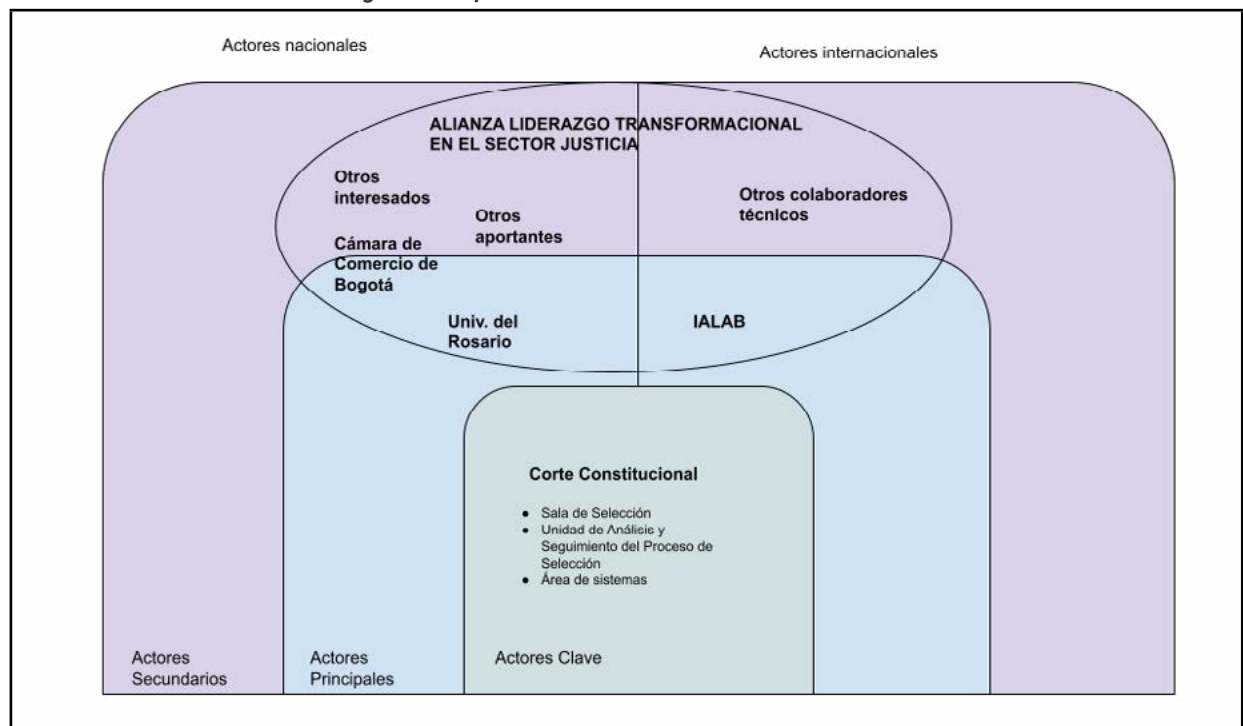 Actores nacionales
Actores internacionales
ALIANZA LIDERAZGO TRANSFORMACIONAL
EN EL SECTOR JUSTICIA
Otros
interesados
Otros
aportantes
Otros colaboradores
técnicos
Cámara de
Comercio de
Bogotá
Univ. del
Rosario
IALAB
Corte Constitucional
● Sala de Selección
● Unidad de Análisis y
Seguimiento del Proceso de
Selección
● Área de sistemas
Actores
Secundarios
Actores
Principales
Actores Clave